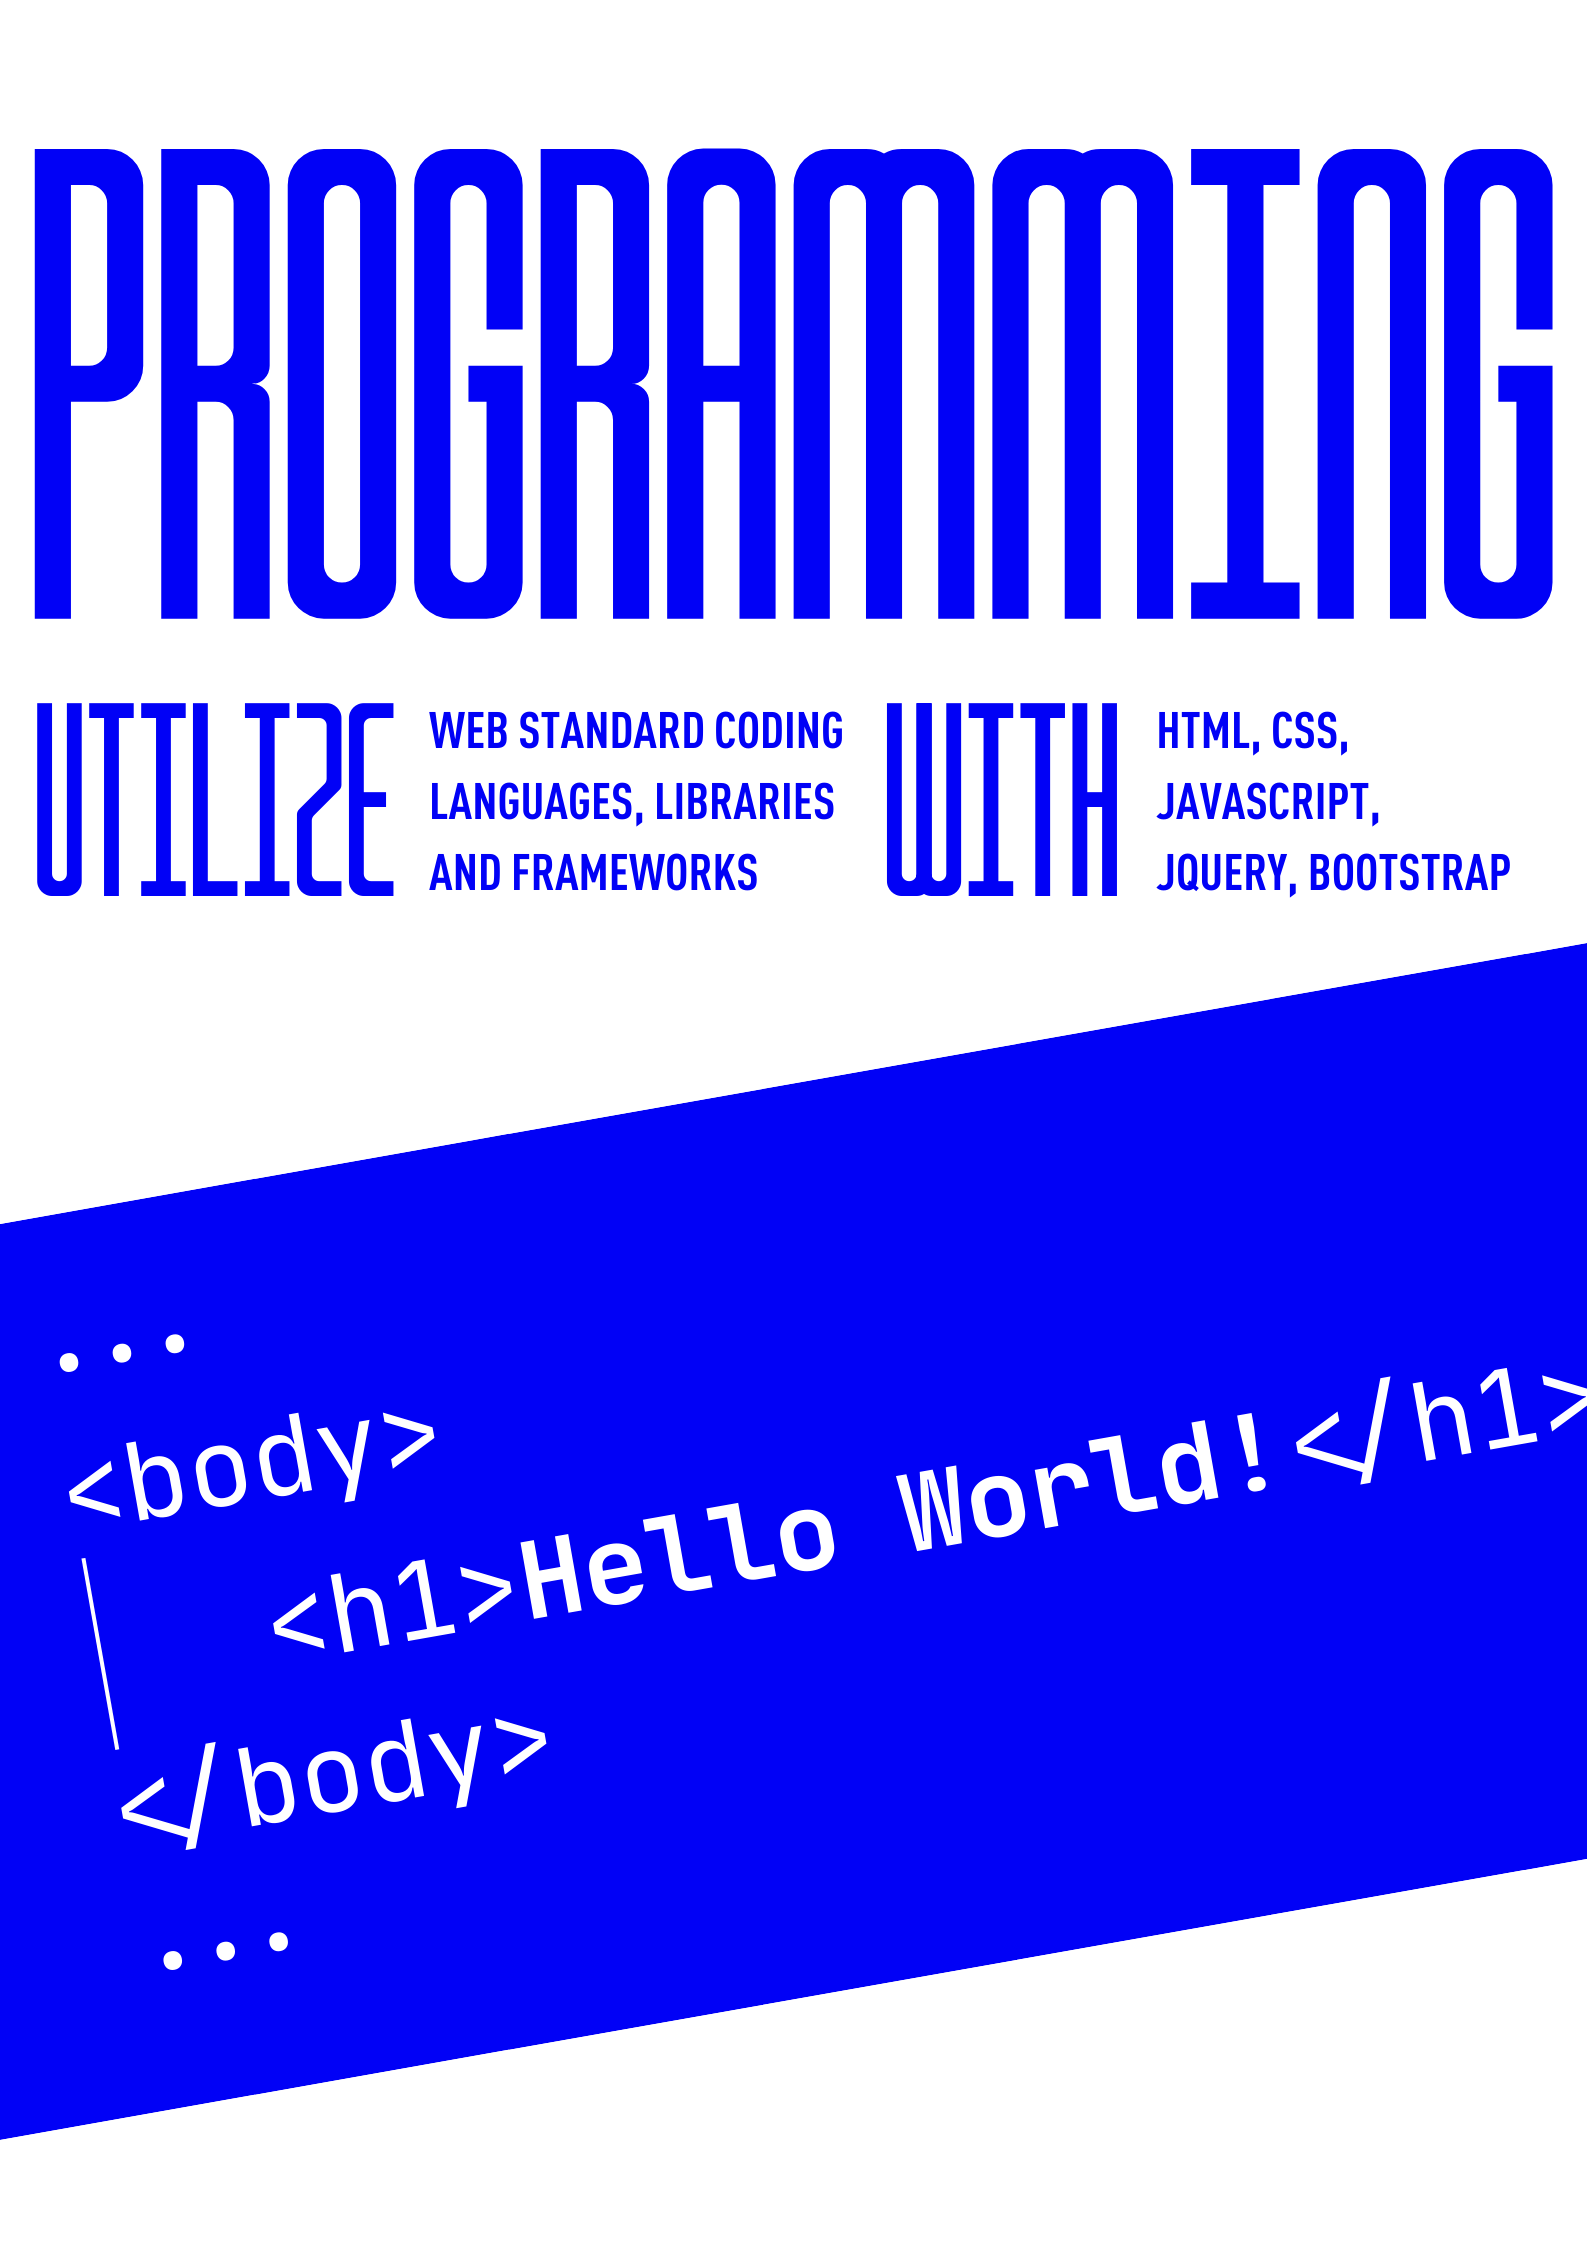 PROGRAMMING
UTILIZE
WEB STANDARD CODING
LANGUAGES, LIBRARIES
AND FRAMEWORKS
WITH
HTML, CSS,
JAVASCRIPT,
JQUERY, BOOTSTRAP
...
<body>
<h1>Hello World!</h1>
</body>
...